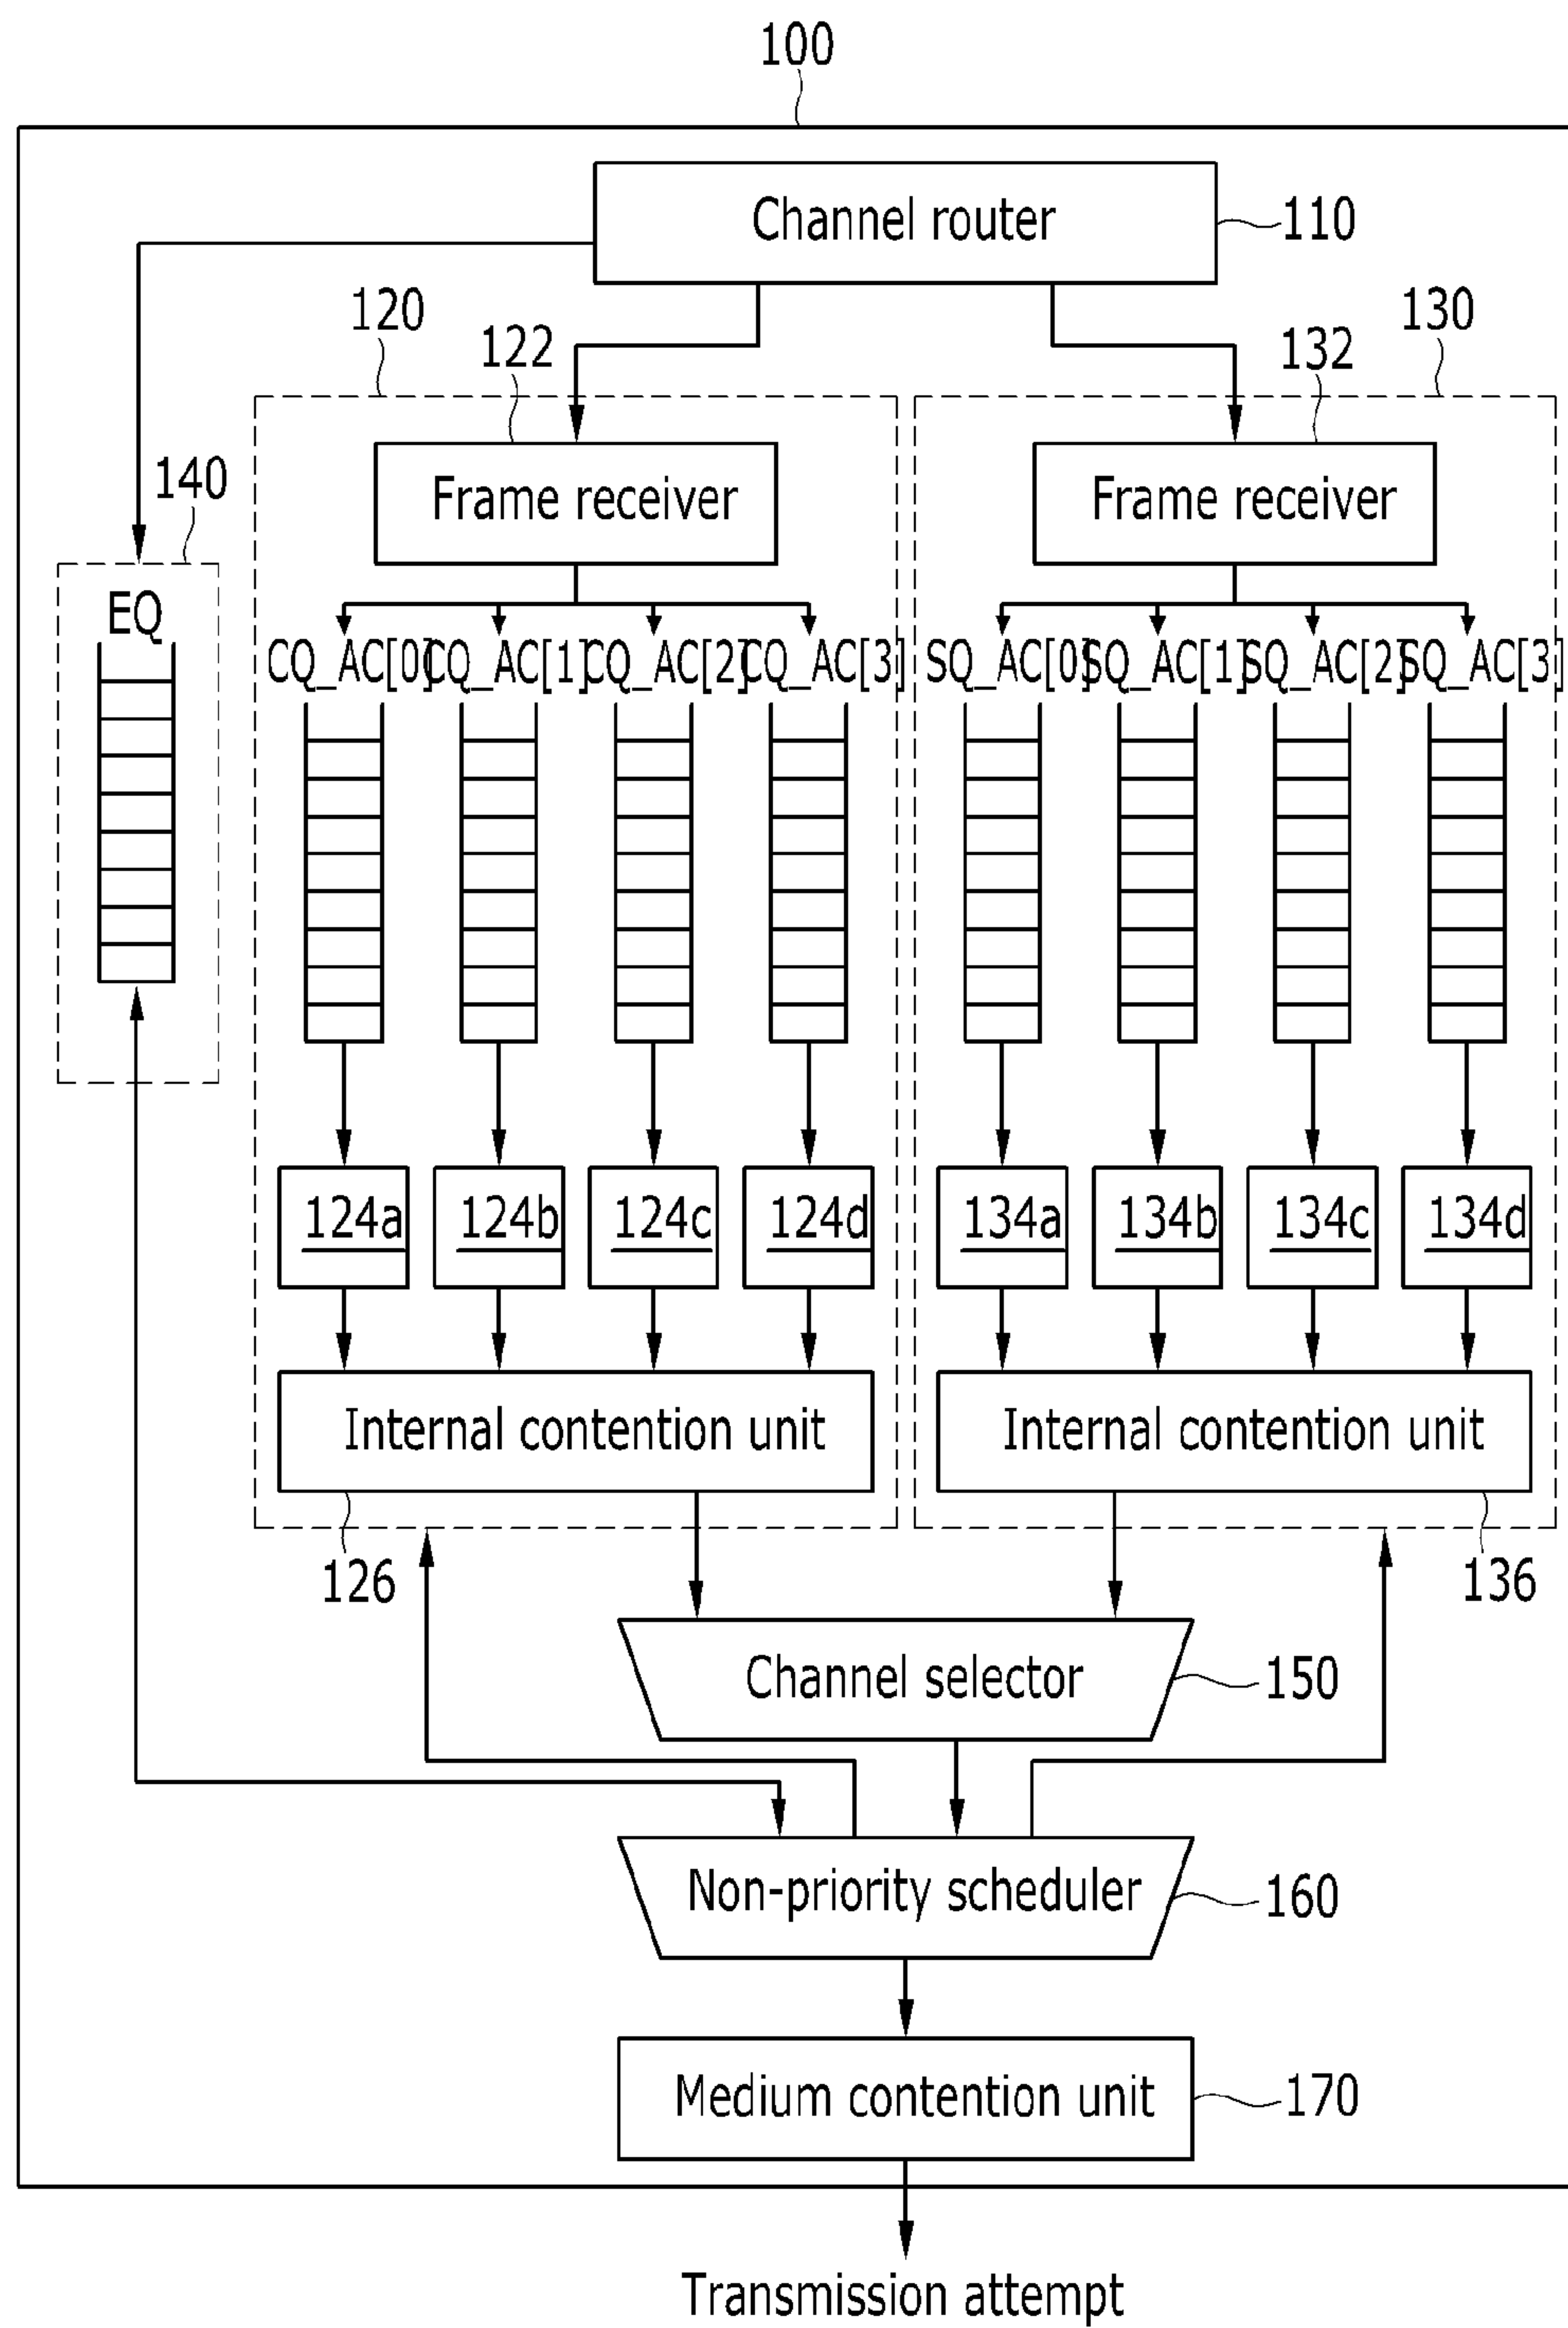 100
Channel router
110
120
122
132
130
140
Frame receiver
Frame receiver
EQ
CQ_AC[0] CQ_AC[1] CQ_AC[2] CQ_AC[3] SQ_AC[0] SQ_AC[1] SQ_AC[2] SQ_AC[3]
124a 124b 124c 124d 134a 134b 134c 134d
Internal contention unit
Internal contention unit
126
136
Channel selector
150
Non-priority scheduler
160
Medium contention unit
170
Transmission attempt